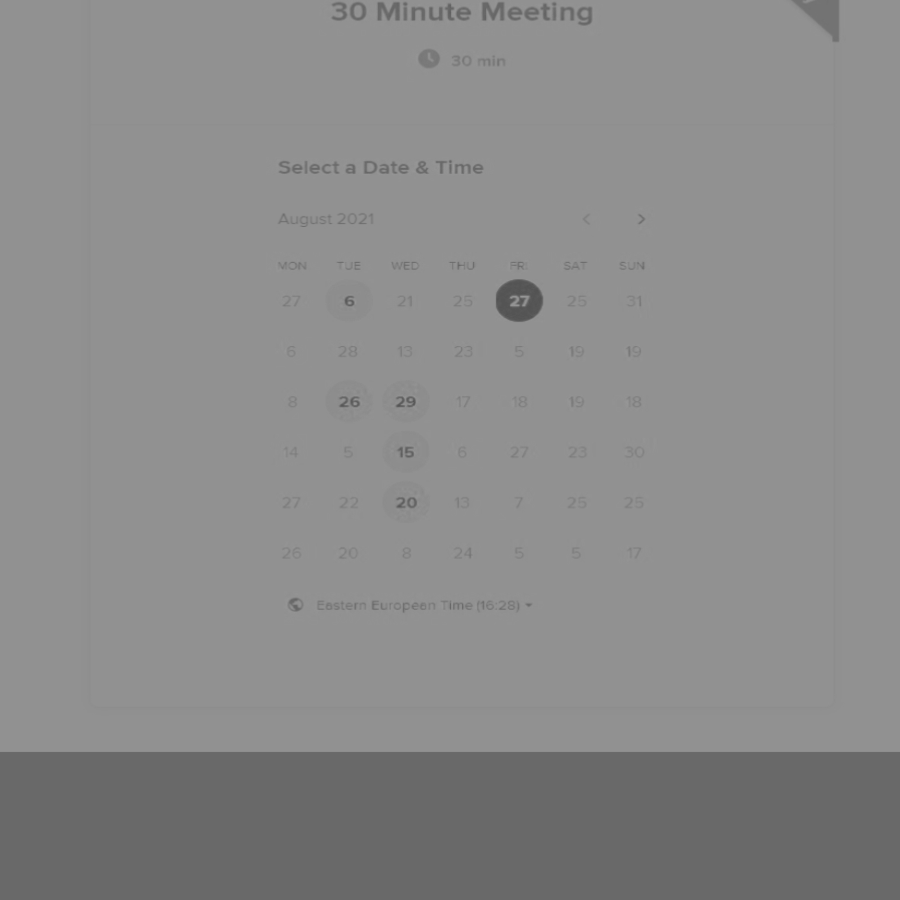 30 Minute Meeting
30 min
Select a Date & Time
August 2021
MON TUE WED THU FRI SAT SUN
27 6 21 25 27 25 31
6 28 13 23 5 19 19
8 26 29 17 18 19 18
14 5 15 6 27 23 30
27 22 20 13 7 25 25
26 20 8 24 5 5 17
Eastern European Time (16:28)